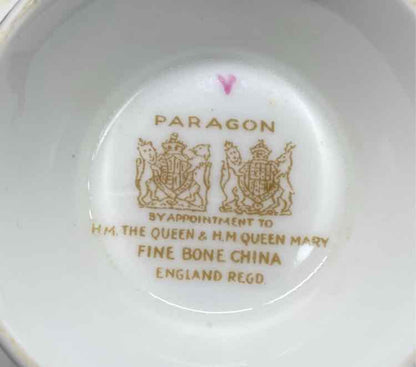 PARAGON
BY APPOINTMENT TO
H.M. THE QUEEN & H.M QUEEN MARY
FINE BONE CHINA
ENGLAND REGD.